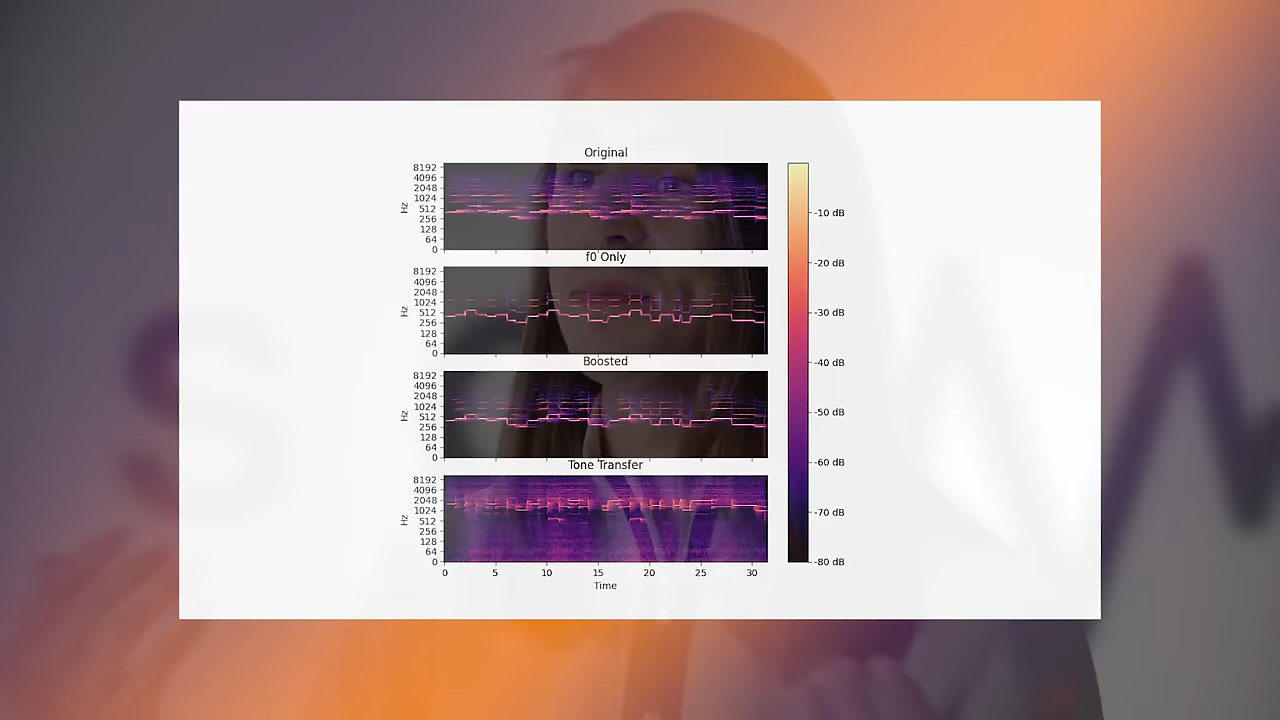 Original
8192
4096
2048
1024
512
256
128
64
0
Hz
f0 Only
8192
4096
2048
1024
512
256
128
64
0
Hz
Boosted
8192
4096
2048
1024
512
256
128
64
0
Hz
Tone Transfer
8192
4096
2048
1024
512
256
128
64
0
Hz
0 5 10 15 20 25 30
Time
-10 dB
-20 dB
-30 dB
-40 dB
-50 dB
-60 dB
-70 dB
-80 dB